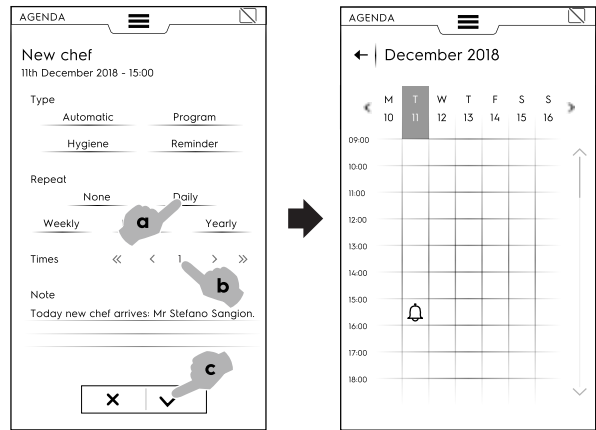 AGENDA
New chef
11th December 2018 - 15:00
Type
Automatic Program
Hygiene Reminder
Repeat
None Daily
Weekly Yearly
a
Times « < 1 > »
b
Note
Today new chef arrives: Mr Stefano Sangion.
c
AGENDA
December 2018
M T W T F S S
10 11 12 13 14 15 16
09:00
10:00
11:00
12:00
13:00
14:00
15:00
16:00
17:00
18:00